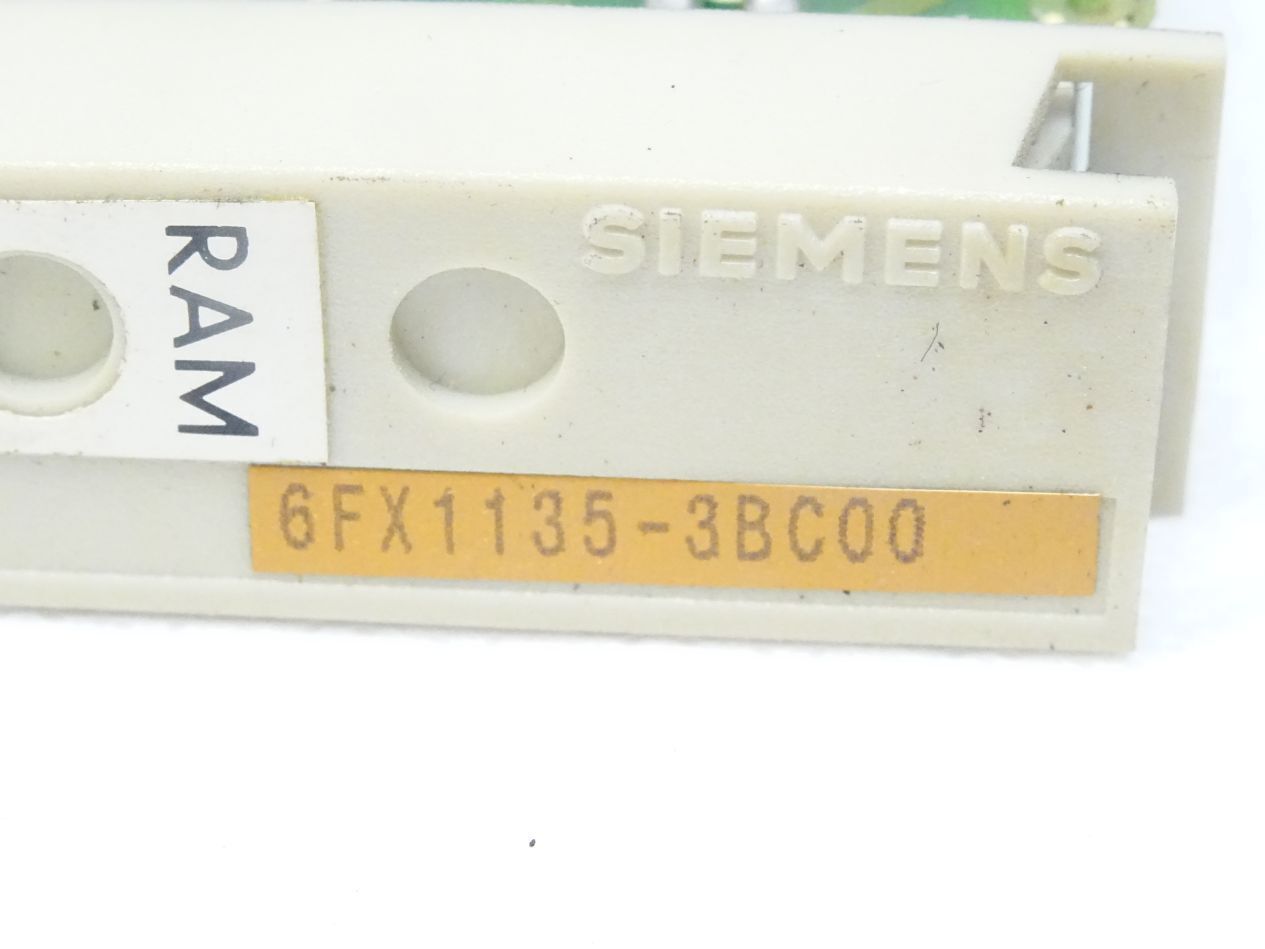 SIEMENS
RAM
6FX1135-3BC00